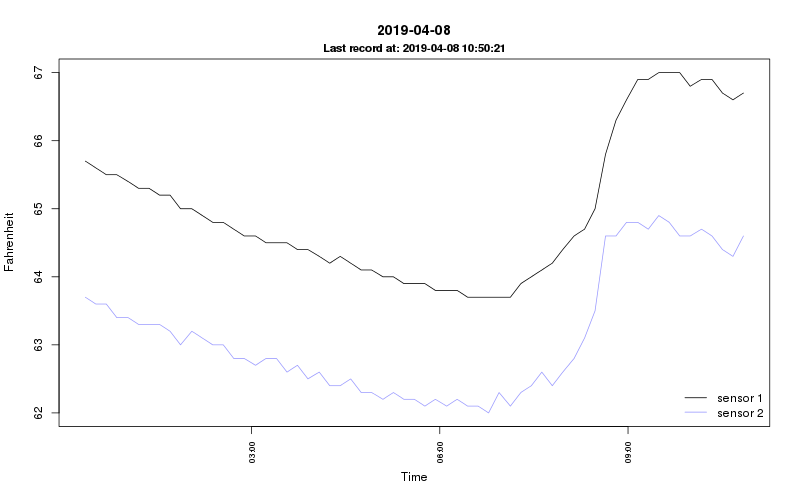 2019-04-08
Last record at: 2019-04-08 10:50:21
67
66
65
64
63
62
Fahrenheit
sensor 1
sensor 2
03:00
06:00
09:00
Time